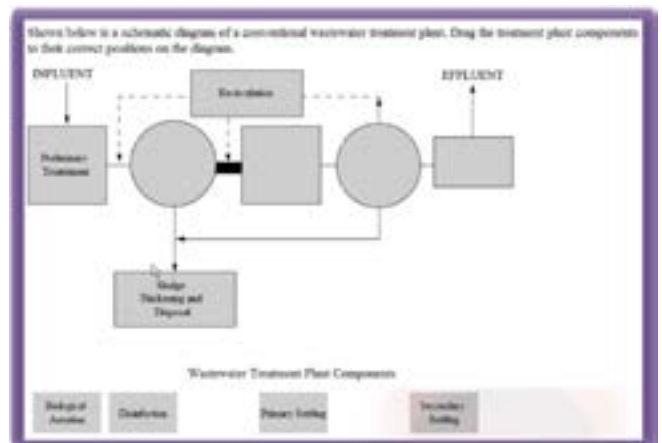 Shown below is a schematic diagram of a conventional wastewater treatment plant. Drag the treatment plant components
to their correct positions on the diagram.
INFLUENT
EFFLUENT
Recirculation
Preliminary
Treatment
Sludge
Thickening and
Disposal
Wastewater Treatment Plant Components
Biological
Aeration
Disinfection
Primary Settling
Secondary
Settling